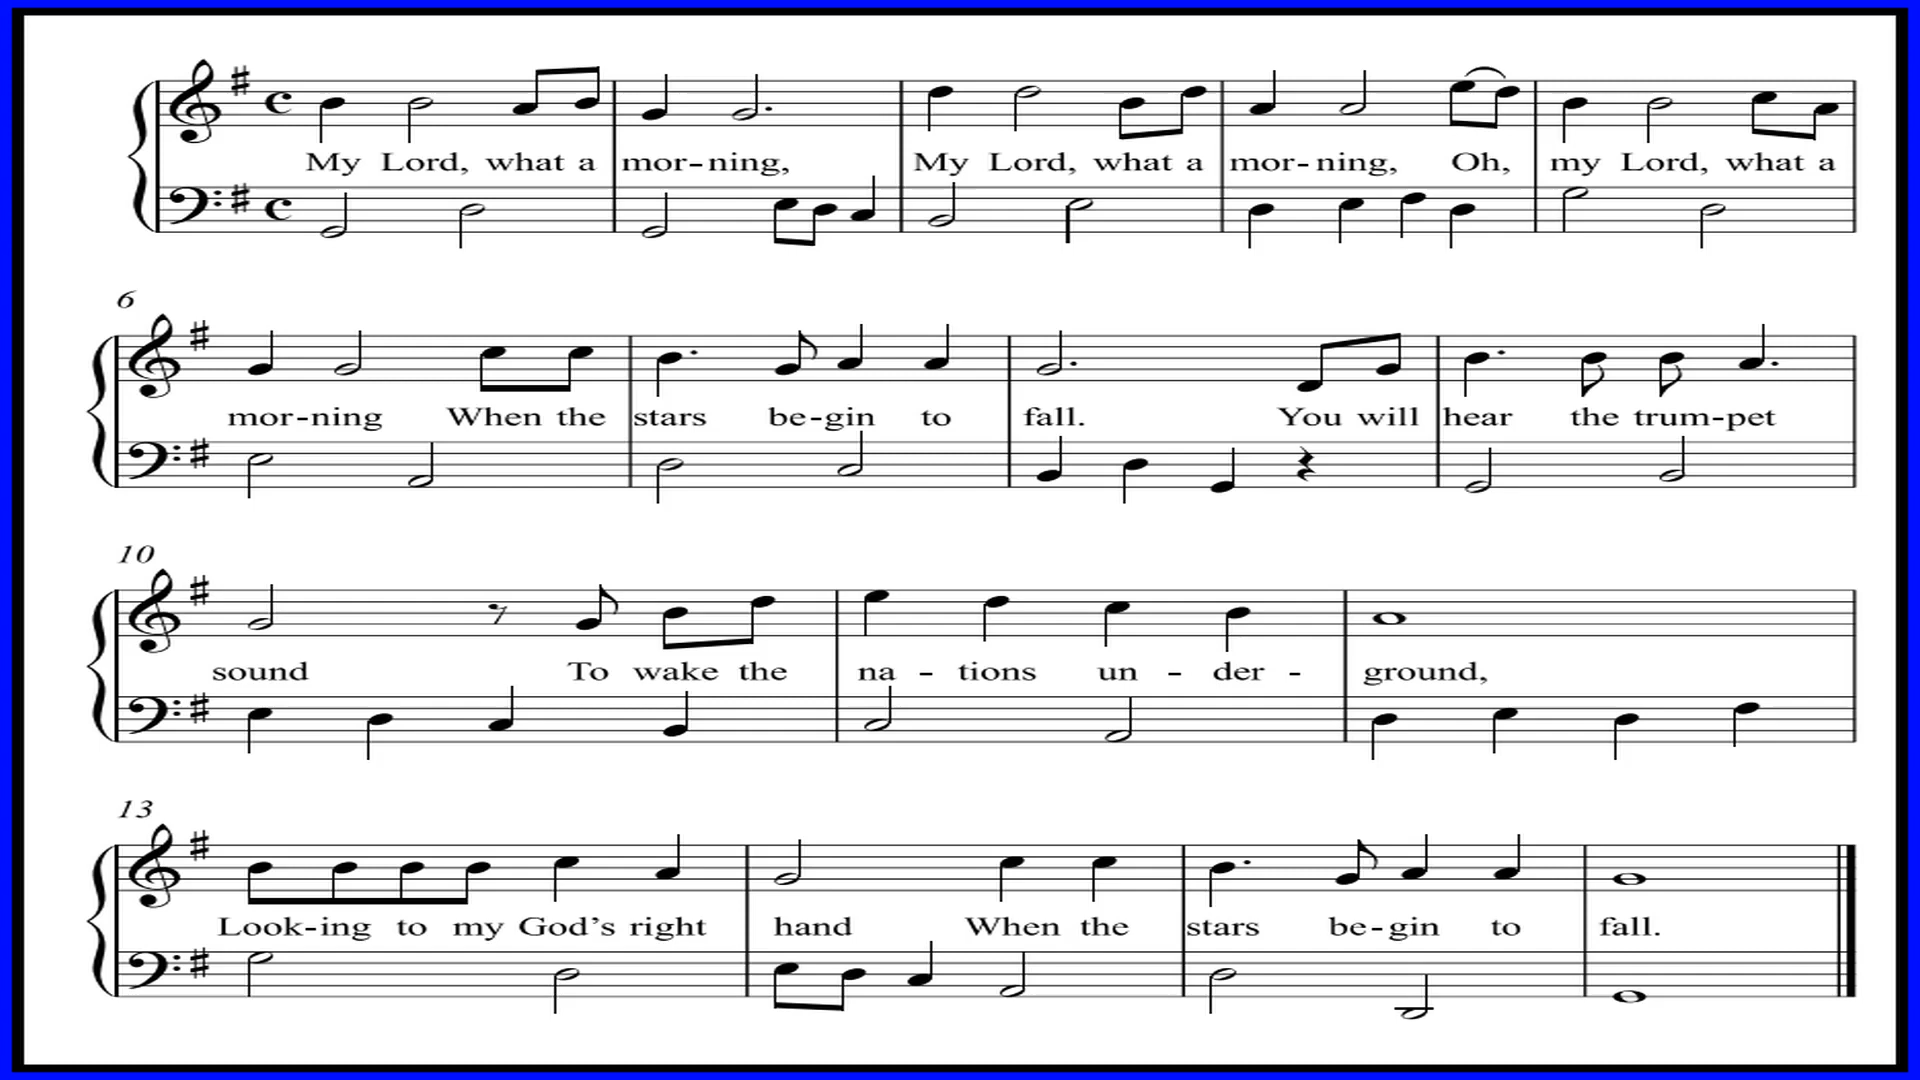 My Lord, what a mor-ning, My Lord, what a mor-ning, Oh, my Lord, what a
6
mor-ning When the stars be-gin to fall. You will hear the trum-pet
10
sound To wake the na - tions un - der - ground,
13
Look-ing to my God’s right hand When the stars be-gin to fall.